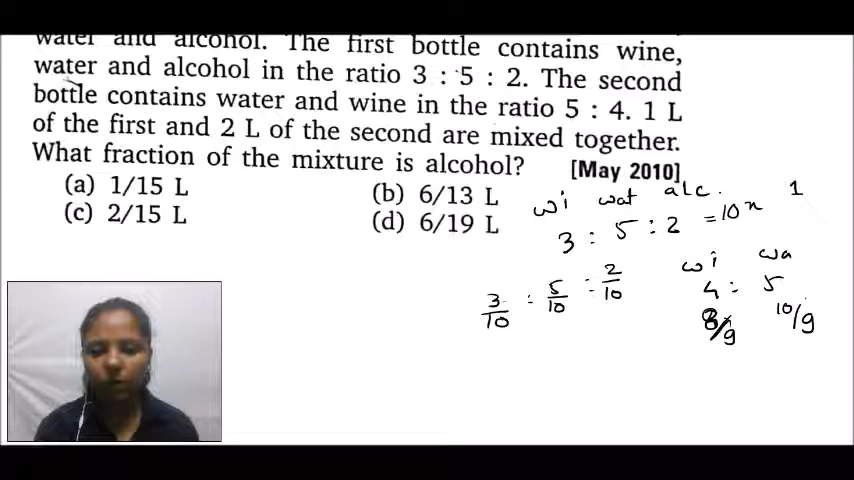 water and alcohol. The first bottle contains wine,
water and alcohol in the ratio 3 : 5 : 2. The second
bottle contains water and wine in the ratio 5 : 4. 1 L
of the first and 2 L of the second are mixed together.
What fraction of the mixture is alcohol? [May 2010]
(a) 1/15 L (b) 6/13 L
(c) 2/15 L (d) 6/19 L
wi wat alc. 1
3 : 5 : 2 = 10x
wi wa
4 : 5
3/10 : 5/10 : 2/10
8/9 10/9